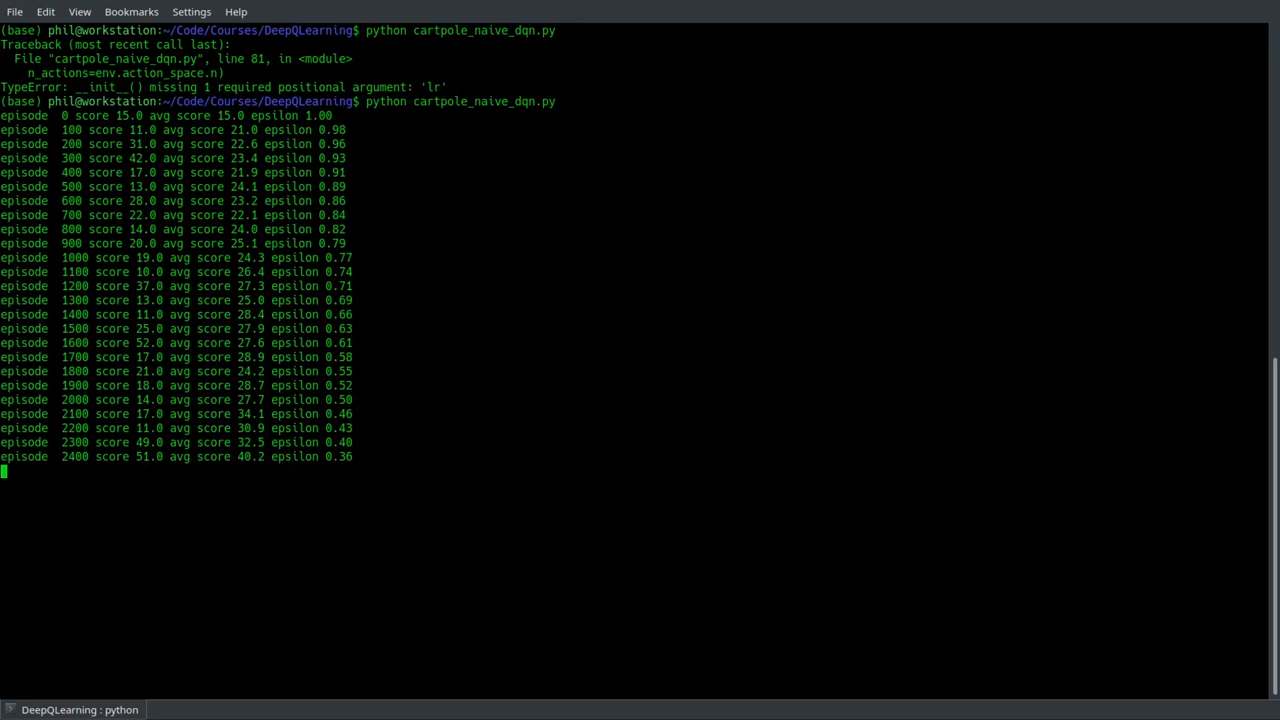 File Edit View Bookmarks Settings Help
(base) phil@workstation:~/Code/Courses/DeepQLearning$ python cartpole_naive_dqn.py
Traceback (most recent call last):
  File "cartpole_naive_dqn.py", line 81, in <module>
    n_actions=env.action_space.n)
TypeError: __init__() missing 1 required positional argument: 'lr'
(base) phil@workstation:~/Code/Courses/DeepQLearning$ python cartpole_naive_dqn.py
episode  0 score 15.0 avg score 15.0 epsilon 1.00
episode  100 score 11.0 avg score 21.0 epsilon 0.98
episode  200 score 31.0 avg score 22.6 epsilon 0.96
episode  300 score 42.0 avg score 23.4 epsilon 0.93
episode  400 score 17.0 avg score 21.9 epsilon 0.91
episode  500 score 13.0 avg score 24.1 epsilon 0.89
episode  600 score 28.0 avg score 23.2 epsilon 0.86
episode  700 score 22.0 avg score 22.1 epsilon 0.84
episode  800 score 14.0 avg score 24.0 epsilon 0.82
episode  900 score 20.0 avg score 25.1 epsilon 0.79
episode  1000 score 19.0 avg score 24.3 epsilon 0.77
episode  1100 score 10.0 avg score 26.4 epsilon 0.74
episode  1200 score 37.0 avg score 27.3 epsilon 0.71
episode  1300 score 13.0 avg score 25.0 epsilon 0.69
episode  1400 score 11.0 avg score 28.4 epsilon 0.66
episode  1500 score 25.0 avg score 27.9 epsilon 0.63
episode  1600 score 52.0 avg score 27.6 epsilon 0.61
episode  1700 score 17.0 avg score 28.9 epsilon 0.58
episode  1800 score 21.0 avg score 24.2 epsilon 0.55
episode  1900 score 18.0 avg score 28.7 epsilon 0.52
episode  2000 score 14.0 avg score 27.7 epsilon 0.50
episode  2100 score 17.0 avg score 34.1 epsilon 0.46
episode  2200 score 11.0 avg score 30.9 epsilon 0.43
episode  2300 score 49.0 avg score 32.5 epsilon 0.40
episode  2400 score 51.0 avg score 40.2 epsilon 0.36
DeepQLearning : python